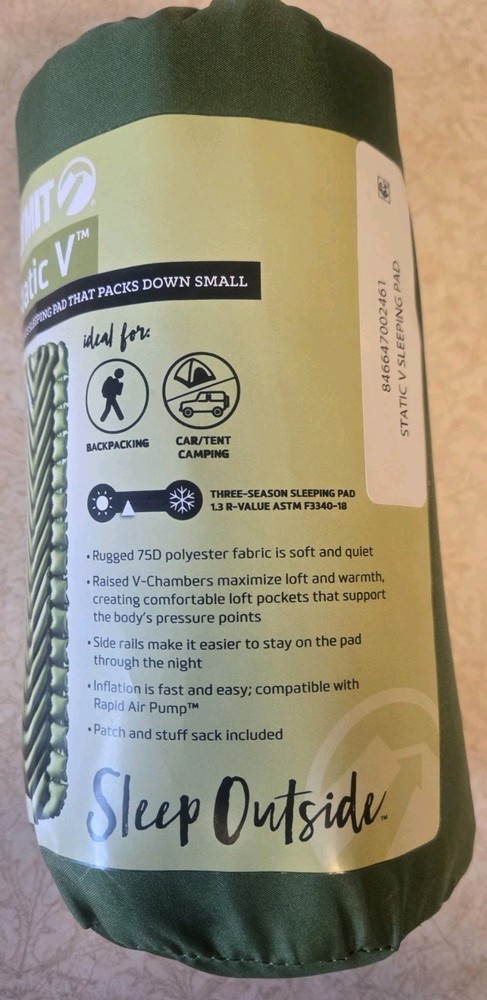 V™
SLEEPING PAD THAT PACKS DOWN SMALL
ideal for:
BACKPACKING
CAR/TENT
CAMPING
THREE-SEASON SLEEPING PAD
1.3 R-VALUE ASTM F3340-18
• Rugged 75D polyester fabric is soft and quiet
• Raised V-Chambers maximize loft and warmth,
creating comfortable loft pockets that support
the body's pressure points
• Side rails make it easier to stay on the pad
through the night
• Inflation is fast and easy; compatible with
Rapid Air Pump™
• Patch and stuff sack included
Sleep Outside™
846647002461
STATIC V SLEEPING PAD